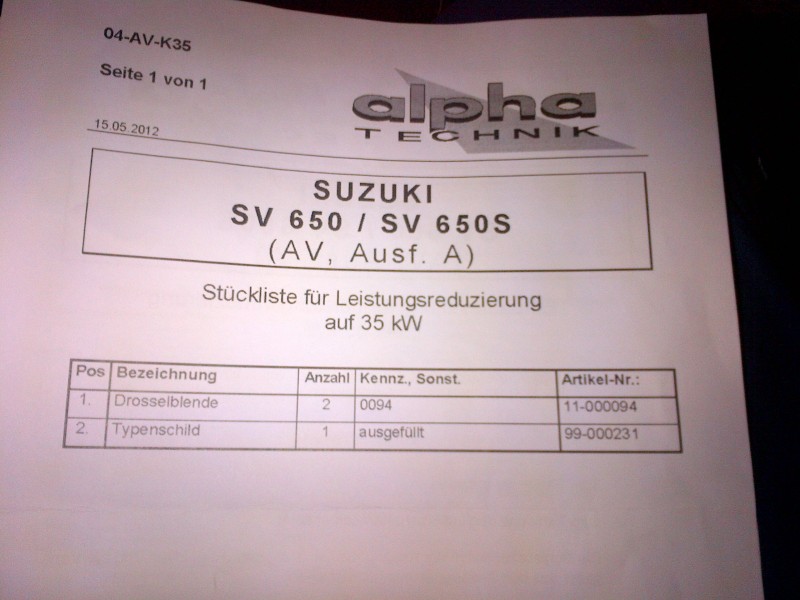 04-AV-K35
Seite 1 von 1
alpha
TECHNIK
15.05.2012
SUZUKI
SV 650 / SV 650S
(AV, Ausf. A)
Stückliste für Leistungsreduzierung
auf 35 kW
Pos Bezeichnung Anzahl Kennz., Sonst. Artikel-Nr.:
1. Drosselblende 2 0094 11-000094
2. Typenschild 1 ausgefüllt 99-000231